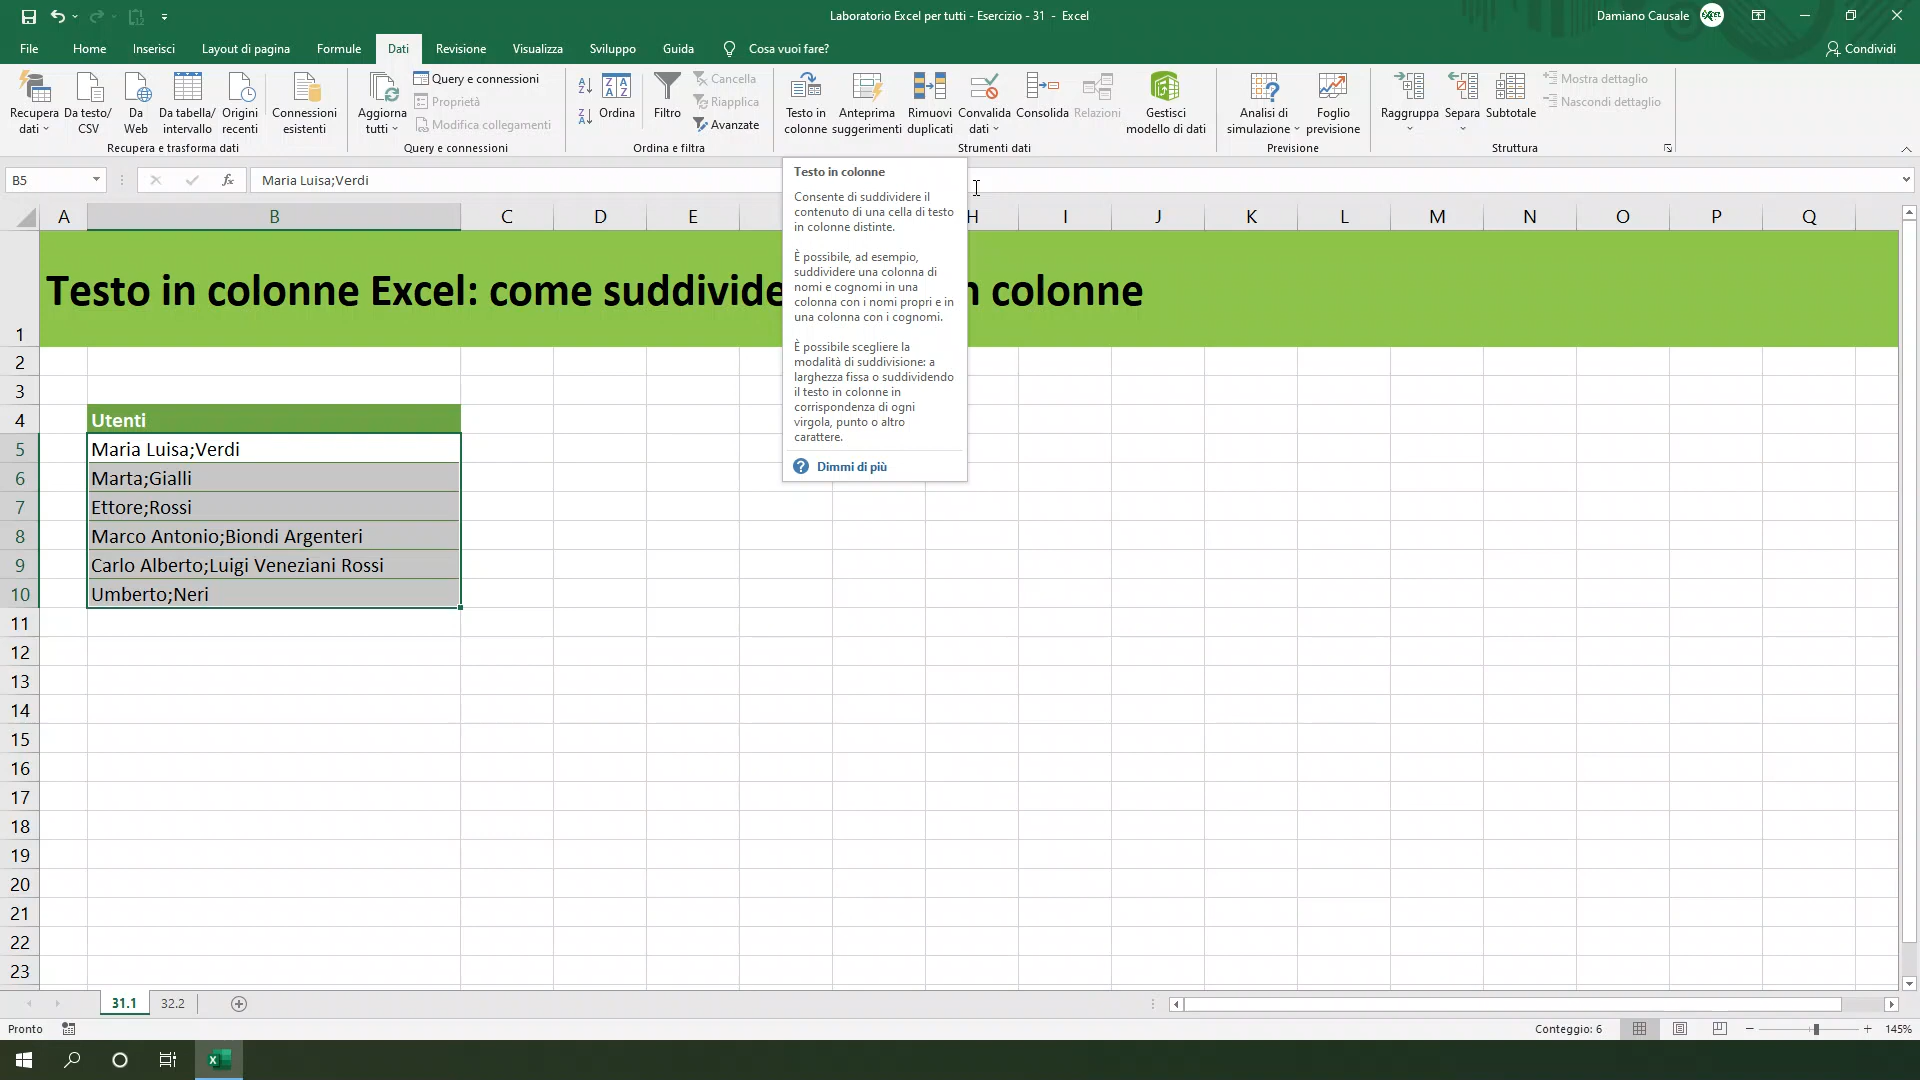 Laboratorio Excel per tutti - Esercizio - 31 - Excel
Damiano Causale
File Home Inserisci Layout di pagina Formule Dati Revisione Visualizza Sviluppo Guida Cosa vuoi fare? Condividi
Recupera dati
Da testo/ CSV
Da Web
Da tabella/ intervallo
Origini recenti
Connessioni esistenti
Recupera e trasforma dati
Aggiorna tutti
Query e connessioni
Proprietà
Modifica collegamenti
Query e connessioni
Ordina
Filtro
Cancella
Riapplica
Avanzate
Ordina e filtra
Testo in colonne
Anteprima suggerimenti
Rimuovi duplicati
Convalida dati
Consolida
Relazioni
Gestisci modello di dati
Strumenti dati
Analisi di simulazione
Foglio previsione
Previsione
Raggruppa
Separa
Subtotale
Mostra dettaglio
Nascondi dettaglio
Struttura
B5
fx
Maria Luisa;Verdi
Testo in colonne
Consente di suddividere il
contenuto di una cella di testo
in colonne distinte.
È possibile, ad esempio,
suddividere una colonna di
nomi e cognomi in una
colonna con i nomi propri e in
una colonna con i cognomi.
È possibile scegliere la
modalità di suddivisione: a
larghezza fissa o suddividendo
il testo in colonne in
corrispondenza di ogni
virgola, punto o altro
carattere.
Dimmi di più
A B C D E H I J K L M N O P Q
1 Testo in colonne Excel: come suddivide colonne
2
3
4 Utenti
5 Maria Luisa;Verdi
6 Marta;Gialli
7 Ettore;Rossi
8 Marco Antonio;Biondi Argenteri
9 Carlo Alberto;Luigi Veneziani Rossi
10 Umberto;Neri
11
12
13
14
15
16
17
18
19
20
21
22
23
31.1 32.2
Pronto
Conteggio: 6
145%